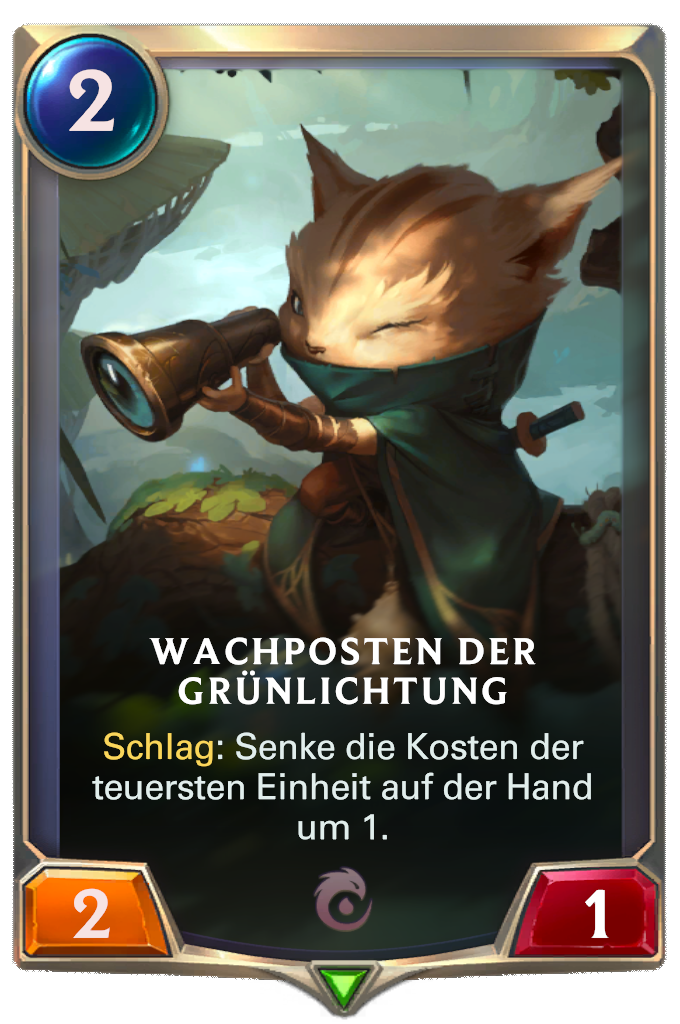 2
WACHPOSTEN DER
GRÜNLICHTUNG
Schlag: Senke die Kosten der
teuersten Einheit auf der Hand
um 1.
2
1